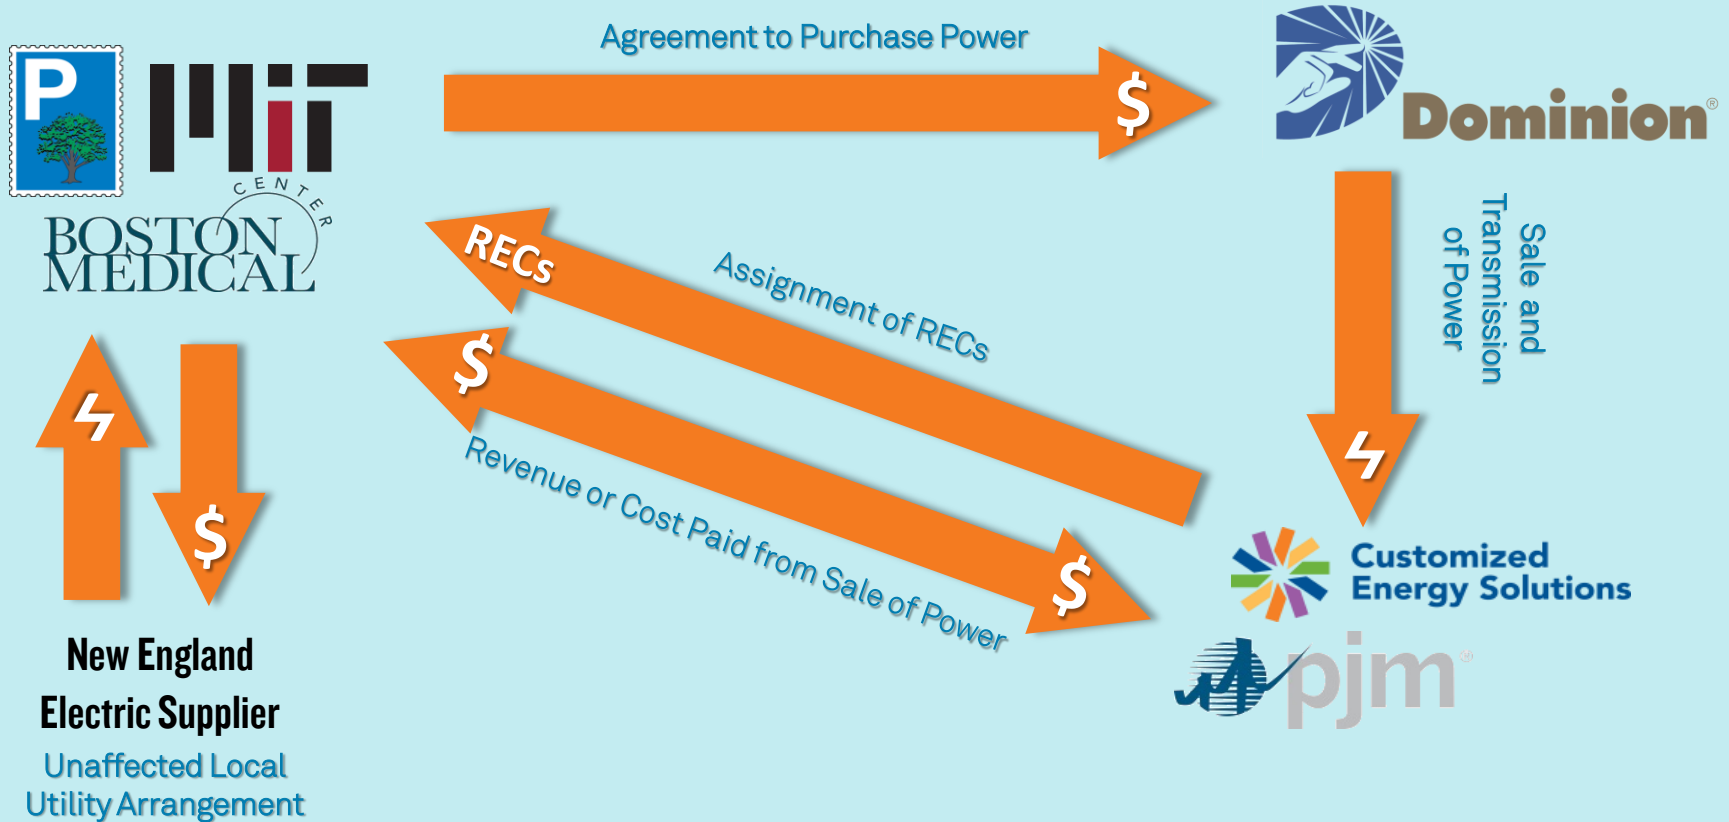 Agreement to Purchase Power
$
P
MIT
Dominion®
CENTER
BOSTON
MEDICAL
RECs
Assignment of RECs
Sale and
Transmission
of Power
$
Revenue or Cost Paid from Sale of Power
$
$
Customized
Energy Solutions
pjm®
New England
Electric Supplier
Unaffected Local
Utility Arrangement